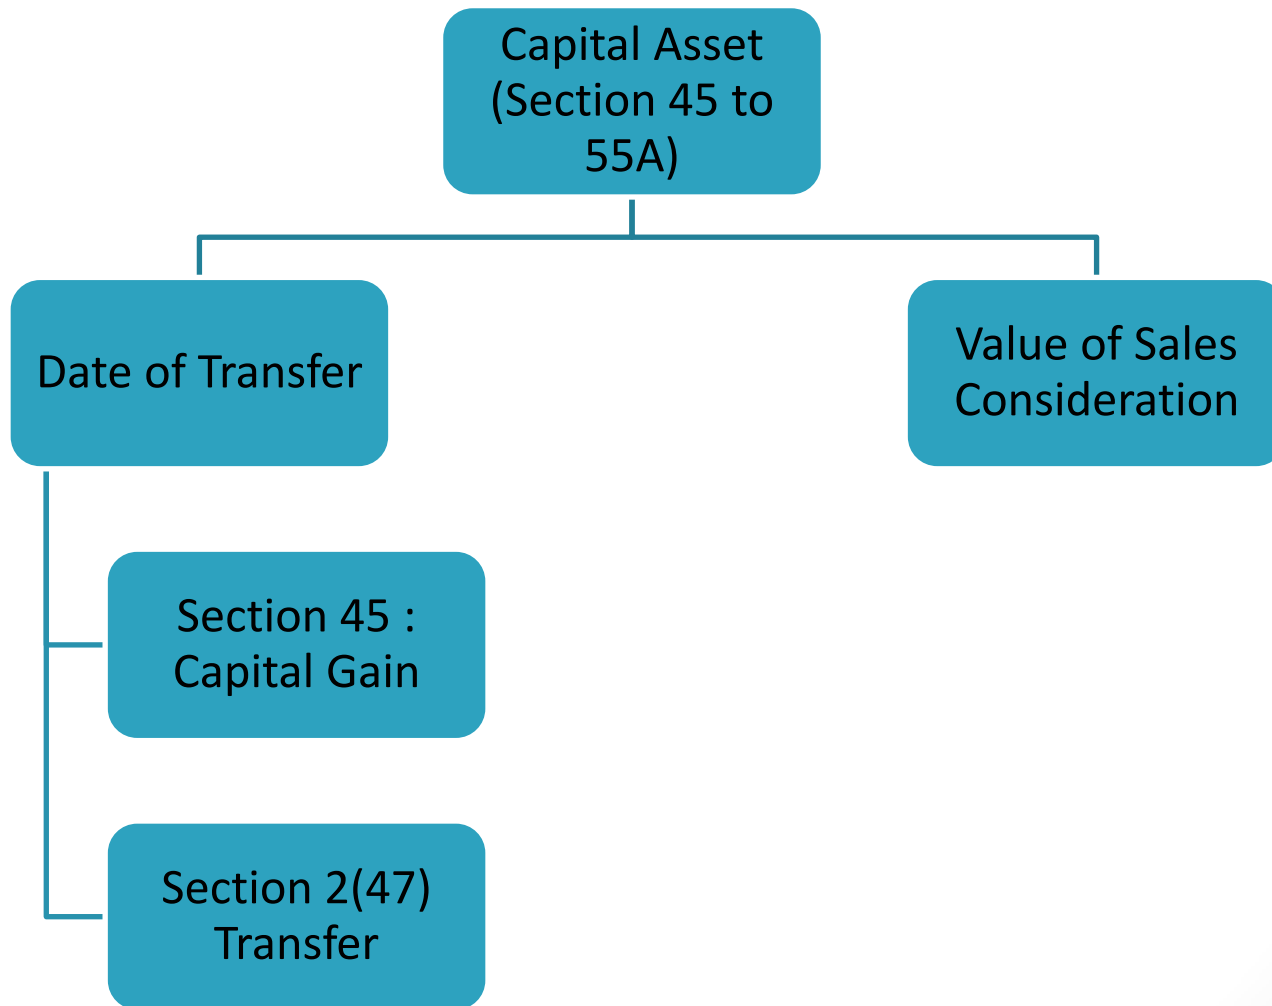 Capital Asset
(Section 45 to
55A)
Date of Transfer
Value of Sales
Consideration
Section 45 :
Capital Gain
Section 2(47)
Transfer